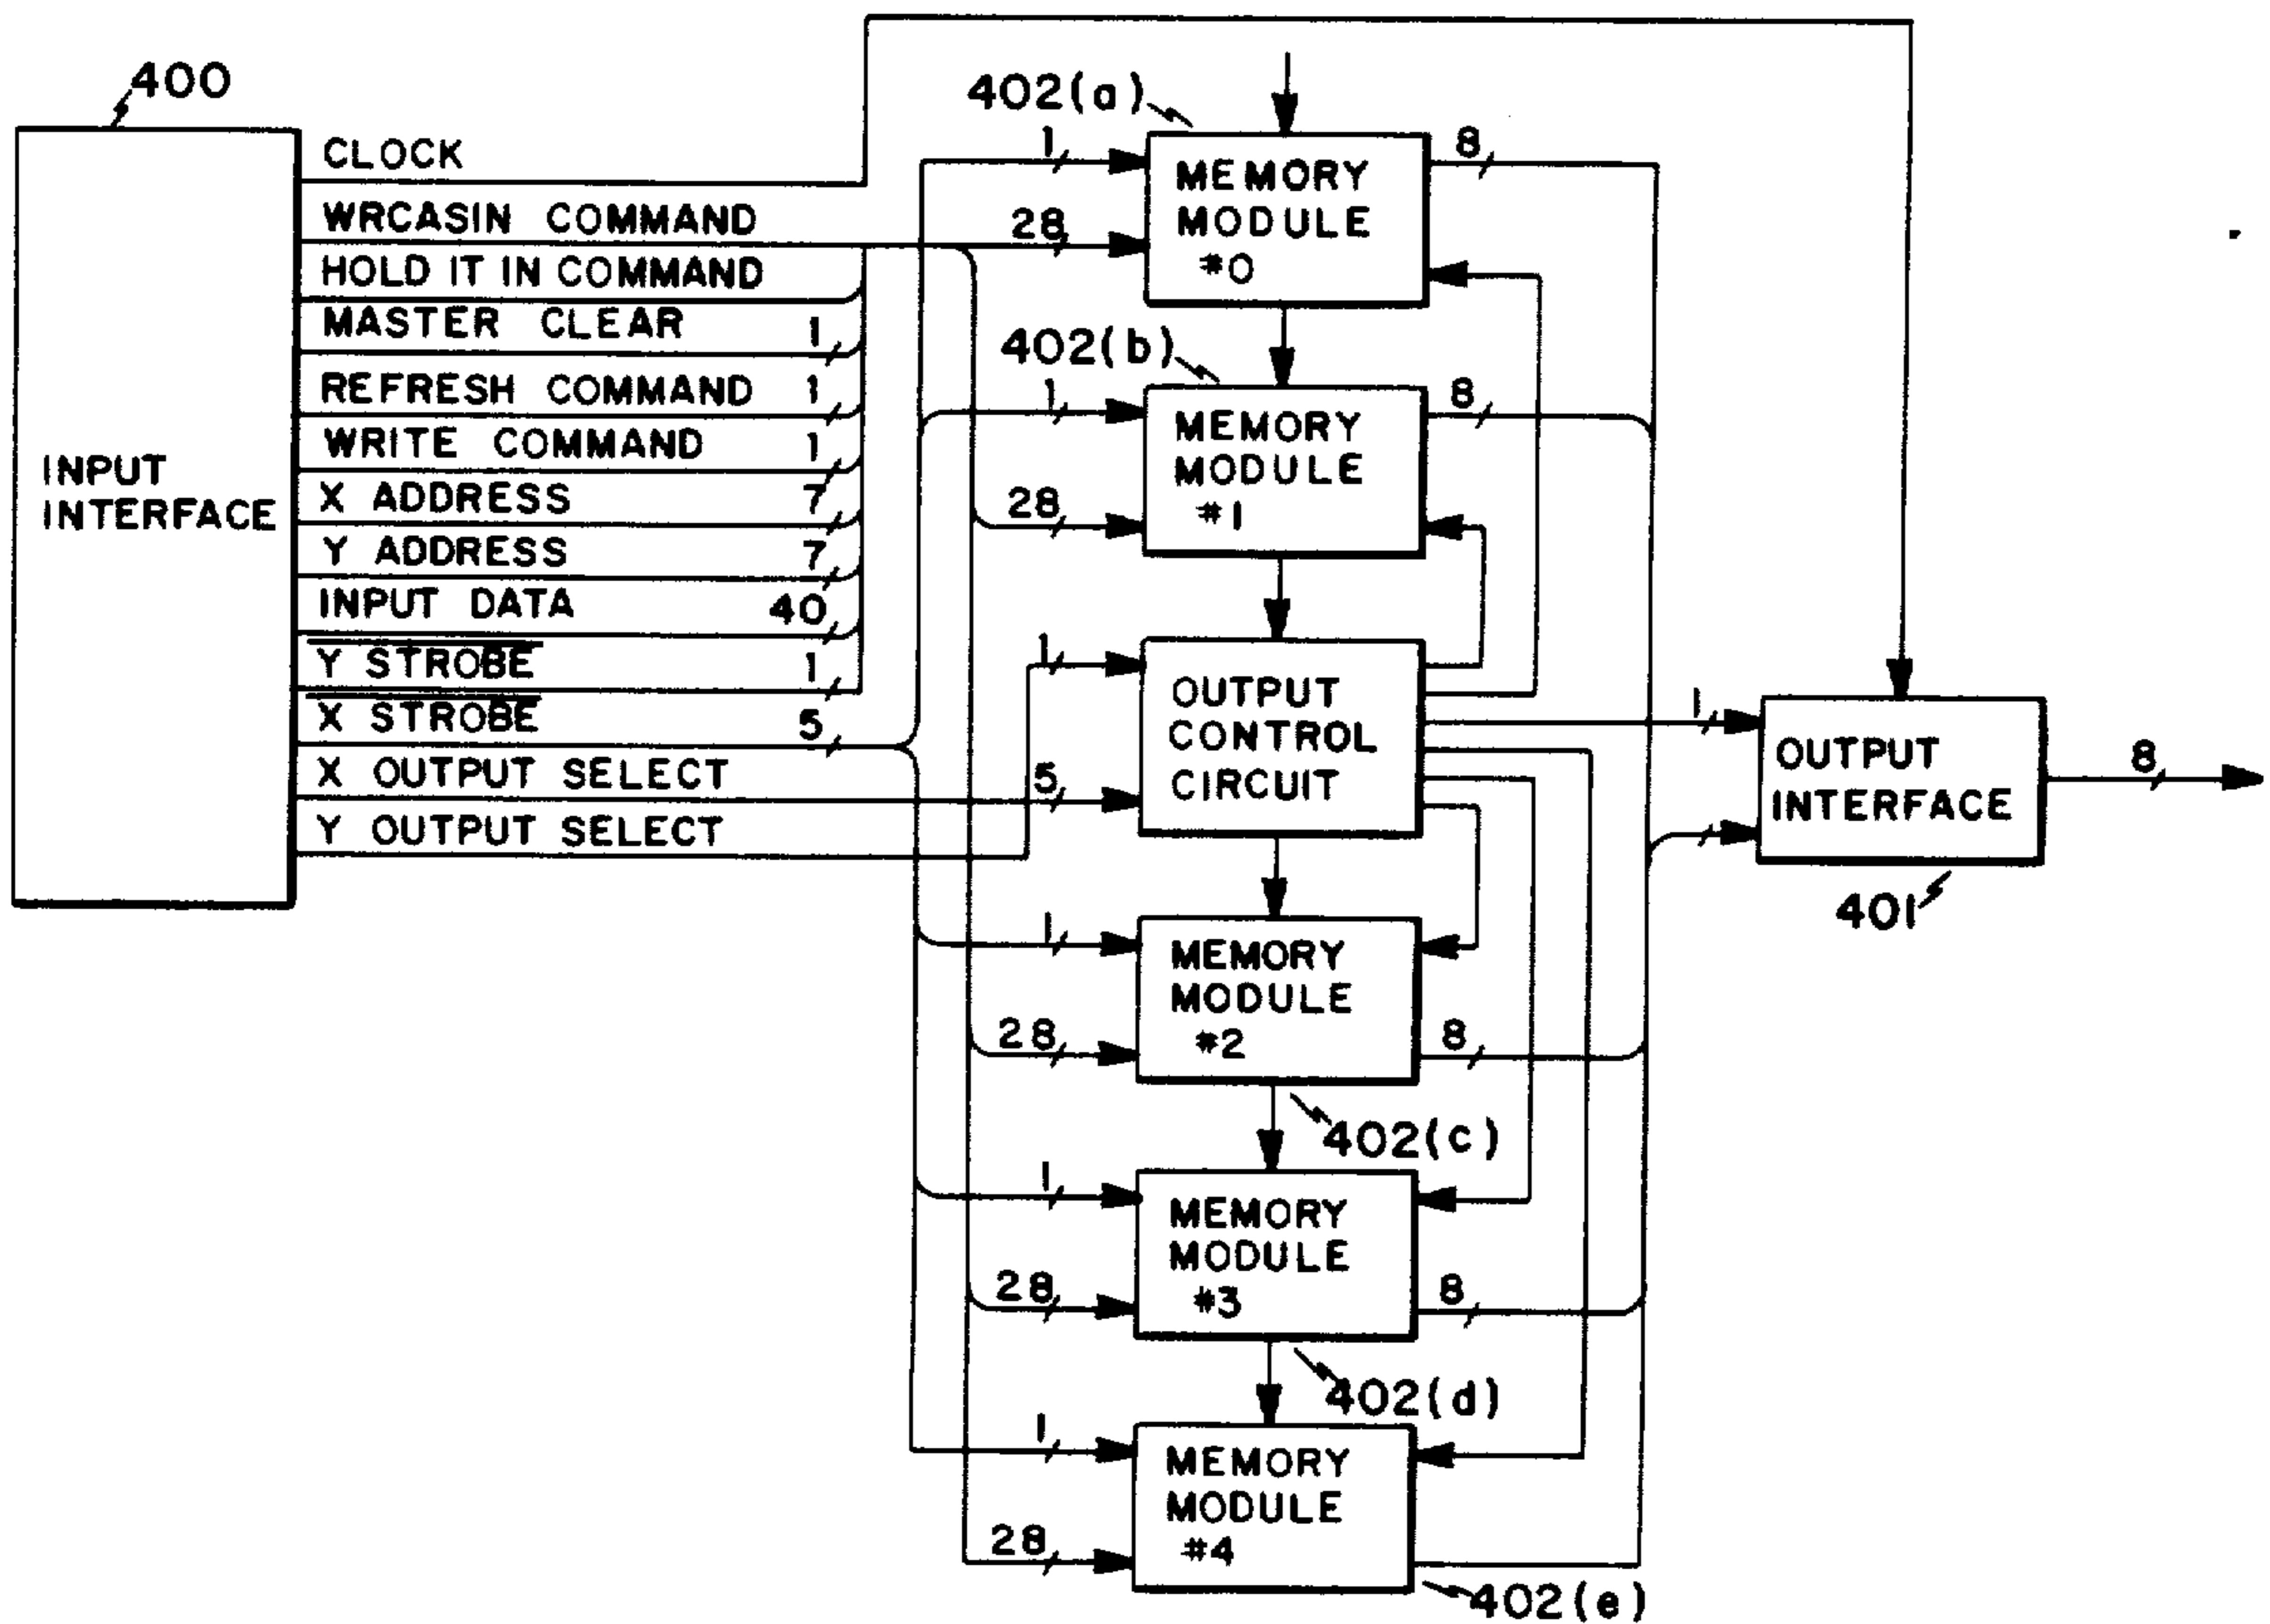 400
INPUT
INTERFACE
CLOCK
WRCASIN COMMAND
HOLD IT IN COMMAND
MASTER CLEAR 1
REFRESH COMMAND 1
WRITE COMMAND 1
X ADDRESS 7
Y ADDRESS 7
INPUT DATA 40
Y STROBE 1
X STROBE 5
X OUTPUT SELECT
Y OUTPUT SELECT
402(a)
1
28
MEMORY
MODULE
#0
8
402(b)
1
28
MEMORY
MODULE
#1
8
1
5
OUTPUT
CONTROL
CIRCUIT
1
OUTPUT
INTERFACE
8
401
1
28
MEMORY
MODULE
#2
8
402(c)
1
28
MEMORY
MODULE
#3
8
402(d)
1
28
MEMORY
MODULE
#4
402(e)